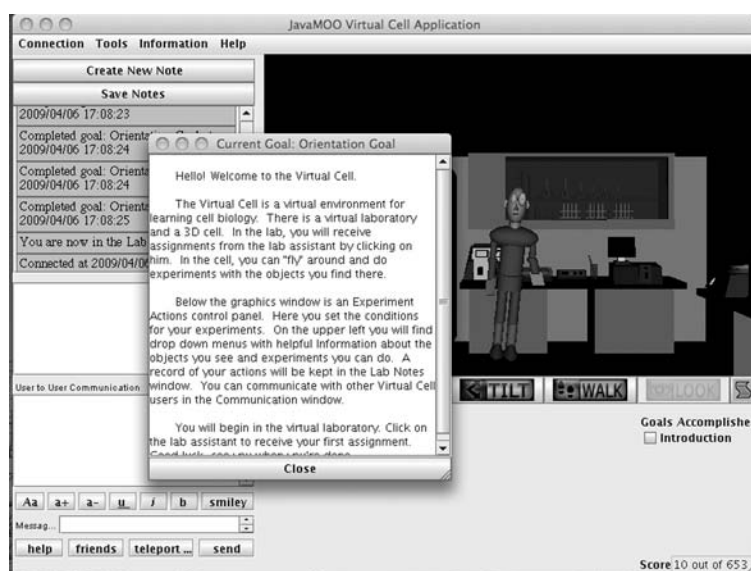 JavaMOO Virtual Cell Application
Connection Tools Information Help
Create New Note
Save Notes
2009/04/06 17:08:23
Completed goal:
2009/04/06 17:08:24
Completed goal:
2009/04/06 17:08:24
Completed goal:
2009/04/06 17:08:25
You are now in the Lab
Connected at
User to User Communication
Aa a+ a- u i b smiley
Messag...
help friends teleport ... send
Current Goal: Orientation Goal
Hello! Welcome to the Virtual Cell.
The Virtual Cell is a virtual environment for
learning cell biology. There is a virtual laboratory
and a 3D cell. In the lab, you will receive
assignments from the lab assistant by clicking on
him. In the cell, you can "fly" around and do
experiments with the objects you find there.
Below the graphics window is an Experiment
Actions control panel. Here you set the conditions
for your experiments. On the upper left you will find
drop down menus with helpful Information about the
objects you see and experiments you can do. A
record of your actions will be kept in the Lab Notes
window. You can communicate with other Virtual Cell
users in the Communication window.
You will begin in the virtual laboratory. Click on
the lab assistant to receive your first assignment.
Close
TILT WALK LOOK
Goals Accomplishe
Introduction
Score 10 out of 653